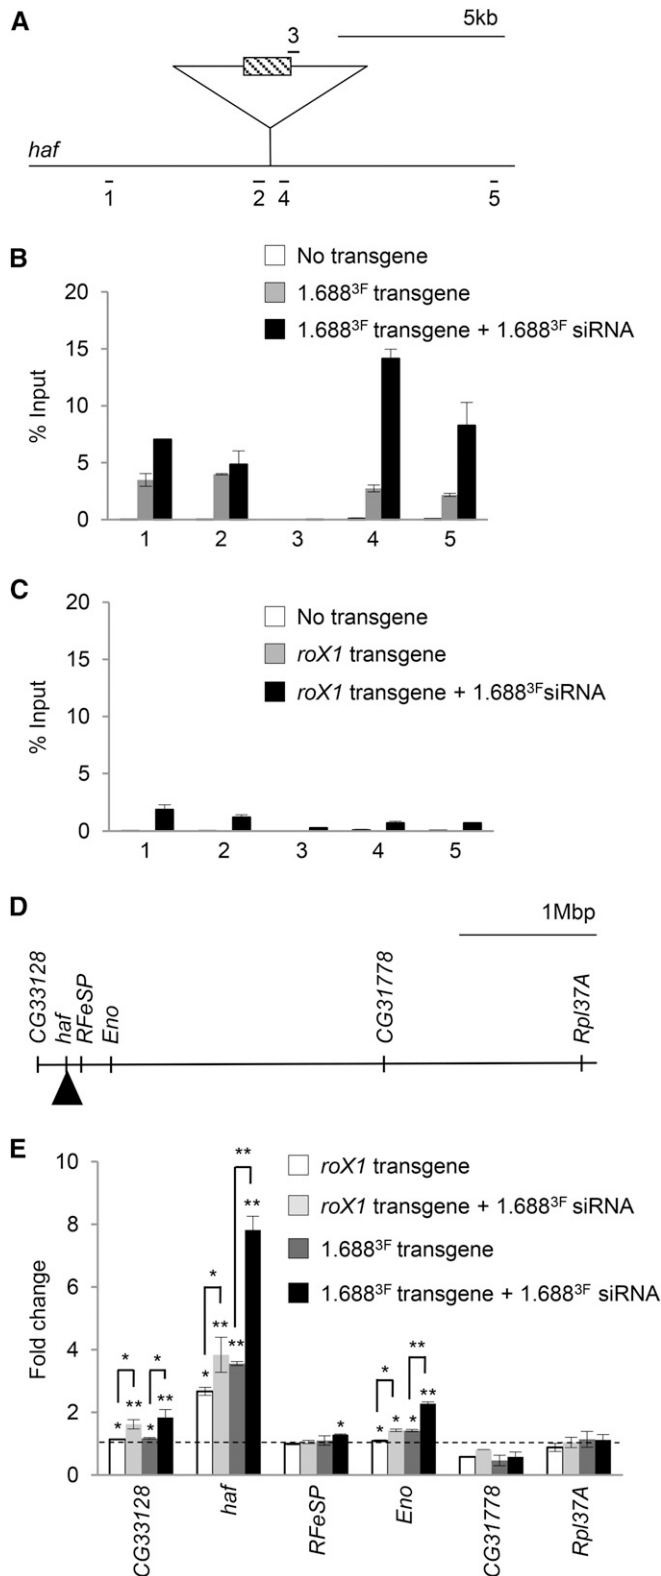 A
3
5kb
haf
1
2
4
5
B
No transgene
1.688³ᶠ transgene
1.688³ᶠ transgene + 1.688³ᶠ siRNA
% Input
20
15
10
5
0
1 2 3 4 5
C
No transgene
roX1 transgene
roX1 transgene + 1.688³ᶠsiRNA
% Input
20
15
10
5
0
1 2 3 4 5
D
1Mbp
CG33128
haf
RFeSP
Eno
CG31778
Rpl37A
E
roX1 transgene
roX1 transgene + 1.688³ᶠ siRNA
1.688³ᶠ transgene
1.688³ᶠ transgene + 1.688³ᶠ siRNA
Fold change
10
8
6
4
2
0
* * * ** * **
* ** * ** ** **
*
* ** * * * **
CG33128
haf
RFeSP
Eno
CG31778
Rpl37A